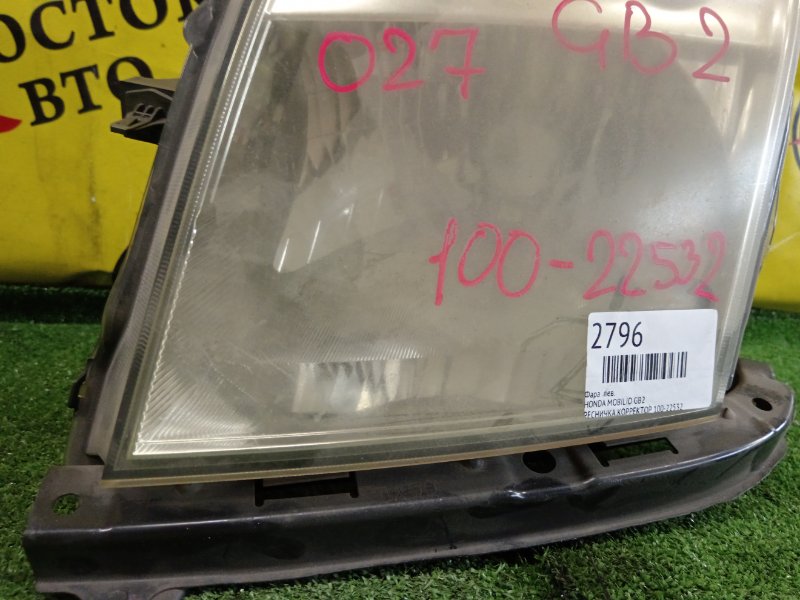 ОСТОК
ВТО
027 GB2
100-22532
2796
Фара лев.
HONDA MOBILIO GB2
РЕСНИЧКА КОРРЕКТОР 100-22532